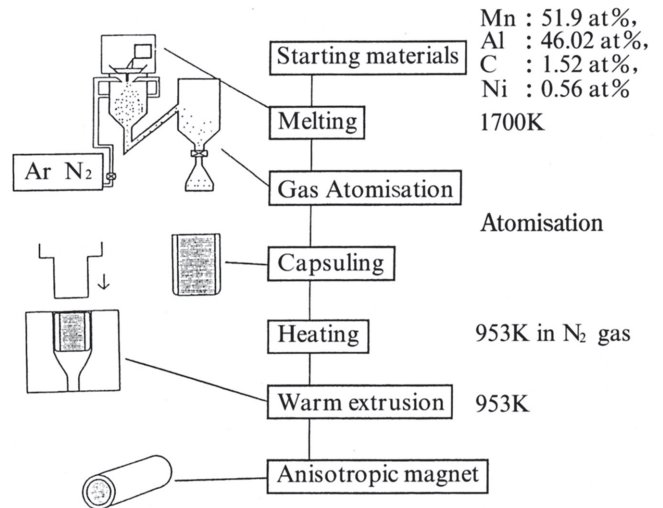 Mn : 51.9 at%,
Al : 46.02 at%,
C : 1.52 at%,
Ni : 0.56 at%
Starting materials
Melting
1700K
Ar N₂
Gas Atomisation
Atomisation
Capsuling
Heating
953K in N₂ gas
Warm extrusion
953K
Anisotropic magnet